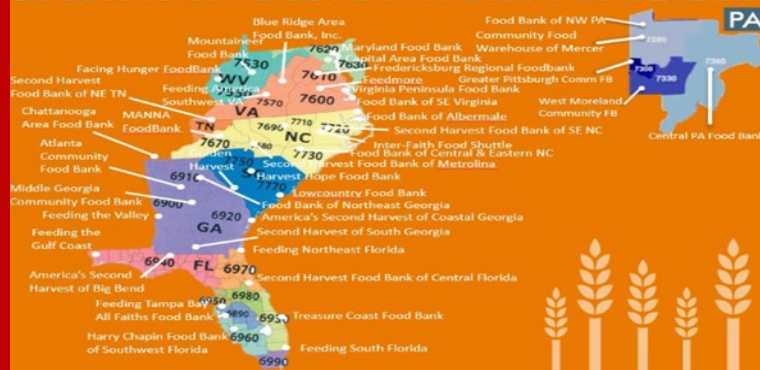 Blue Ridge Area
Food Bank, Inc.
Mountaineer
Food Bank
7530
7620
Maryland Food Bank
7630
Capital Area Food Bank
Facing Hunger FoodBank
WV
7610
Fredericksburg Regional Foodbank
Feedmore
Second Harvest
Food Bank of NE TN
Feeding America
Southwest VA
7570
VA
7600
Virginia Peninsula Food Bank
Food Bank of SE Virginia
Chattanooga
Area Food Bank
MANNA
FoodBank
TN
7690
7710
7720
NC
Food Bank of Albermale
Second Harvest Food Bank of SE NC
Inter-Faith Food Shuttle
7670
7680
7730
Food Bank of Central & Eastern NC
Atlanta
Community
Food Bank
Golden
Harvest
7750
Second Harvest Food Bank of Metrolina
6910
7770
Harvest Hope Food Bank
Lowcountry Food Bank
Middle Georgia
Community Food Bank
6900
Food Bank of Northeast Georgia
Feeding the Valley
6920
GA
America's Second Harvest of Coastal Georgia
Second Harvest of South Georgia
Feeding the
Gulf Coast
6940
FL
6970
Feeding Northeast Florida
America's Second
Harvest of Big Bend
Second Harvest Food Bank of Central Florida
Feeding Tampa Bay
6950
6980
All Faiths Food Bank
6890
6930
Treasure Coast Food Bank
Harry Chapin Food Bank
of Southwest Florida
6960
Feeding South Florida
6990
Food Bank of NW PA
PA
Community Food
Warehouse of Mercer
7380
7360
Greater Pittsburgh Comm FB
7300
7330
West Moreland
Community FB
Central PA Food Bank